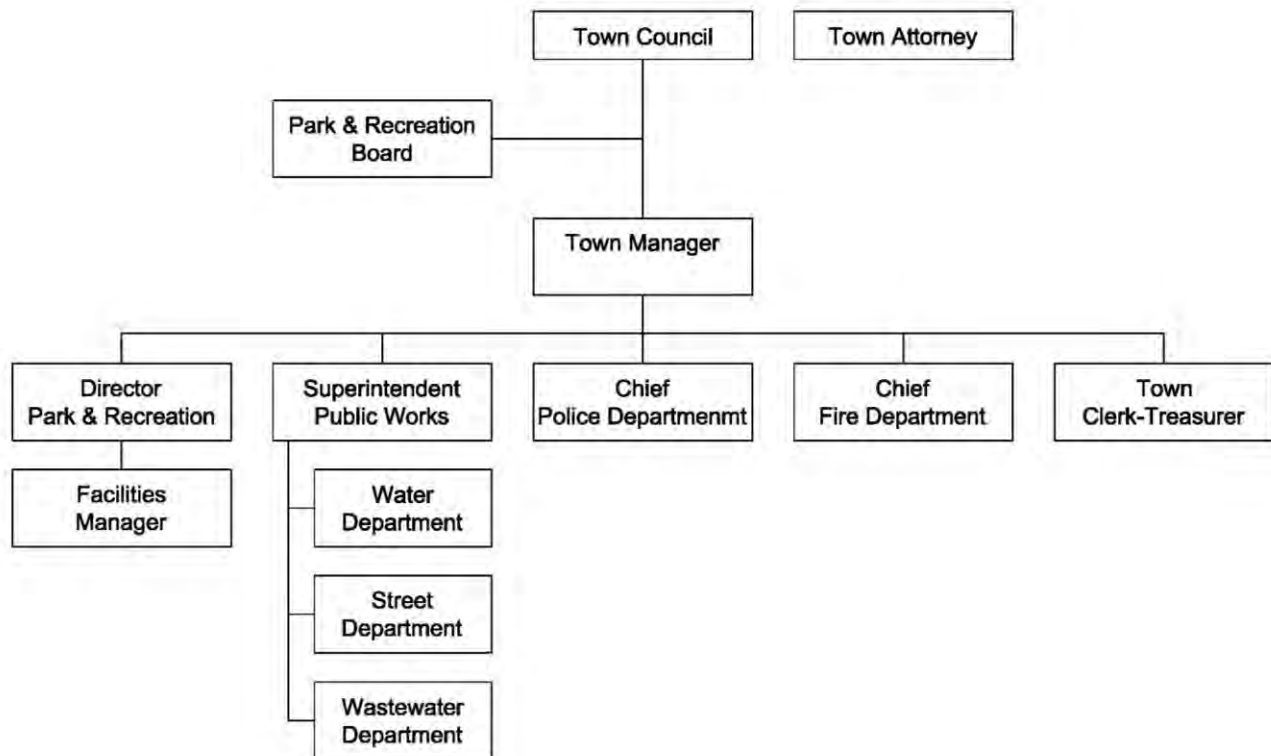 Town Council
Town Attorney
Park & Recreation
Board
Town Manager
Director
Park & Recreation
Superintendent
Public Works
Chief
Police Departmenmt
Chief
Fire Department
Town
Clerk-Treasurer
Facilities
Manager
Water
Department
Street
Department
Wastewater
Department